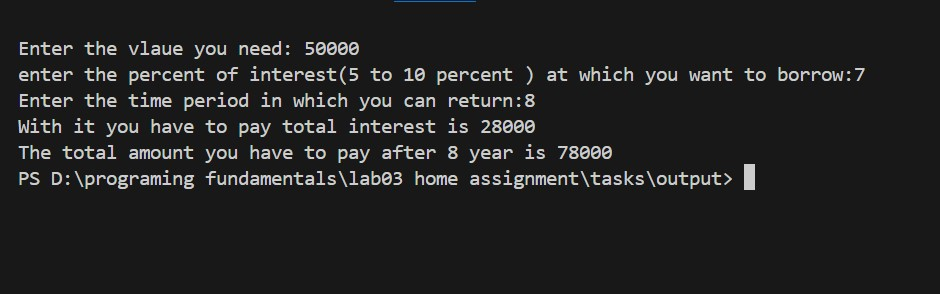 Enter the vlaue you need: 50000
enter the percent of interest(5 to 10 percent ) at which you want to borrow:7
Enter the time period in which you can return:8
With it you have to pay total interest is 28000
The total amount you have to pay after 8 year is 78000
PS D:\programing fundamentals\lab03 home assignment\tasks\output>